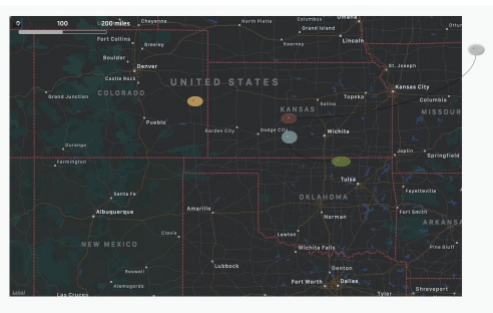 0 100 200 miles
Cheyenne
North Platte
Columbus
Omaha
Grand Island
Fort Collins
Greeley
Kearney
Lincoln
Boulder
Denver
Castle Rock
St. Joseph
UNITED STATES
Grand Junction
COLORADO
Topeka
Kansas City
Columbia
KANSAS
Salina
MISSOUR
Pueblo
Garden City
Dodge City
Wichita
Durango
Joplin
Springfield
Farmington
Tulsa
Santa Fe
Fayetteville
OKLAHOMA
Albuquerque
Amarillo
Norman
Fort Smith
ARKANSA
Clovis
Lawton
NEW MEXICO
Wichita Falls
Pine Bluff
Roswell
Lubbock
Denton
Alamogordo
Fort Worth
Dallas
Las Cruces
Tyler
Shreveport